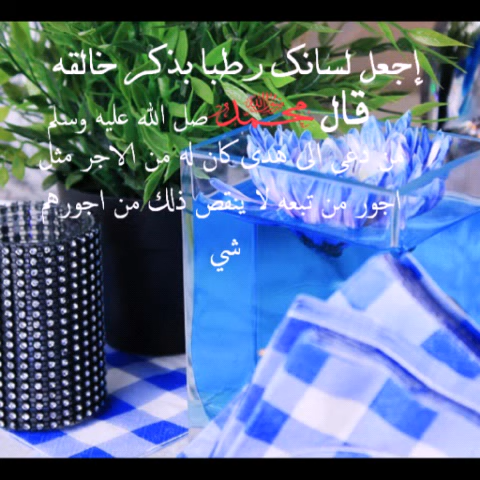 إجعل لسانك رطبا بذكر خالقه
قال محمد صل الله عليه وسلم
من دعى الى هدى كان له من الاجر مثل
اجور من تبعه لا ينقص ذلك من اجورهم
شي